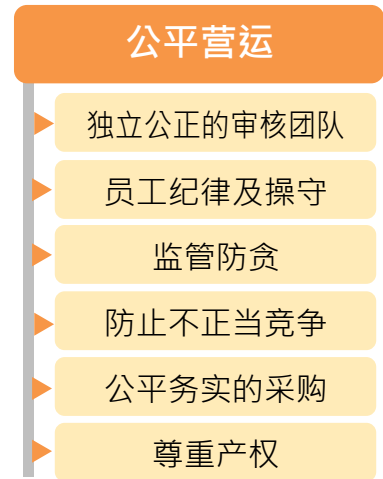 公平营运
独立公正的审核团队
员工纪律及操守
监管防贪
防止不正当竞争
公平务实的采购
尊重产权